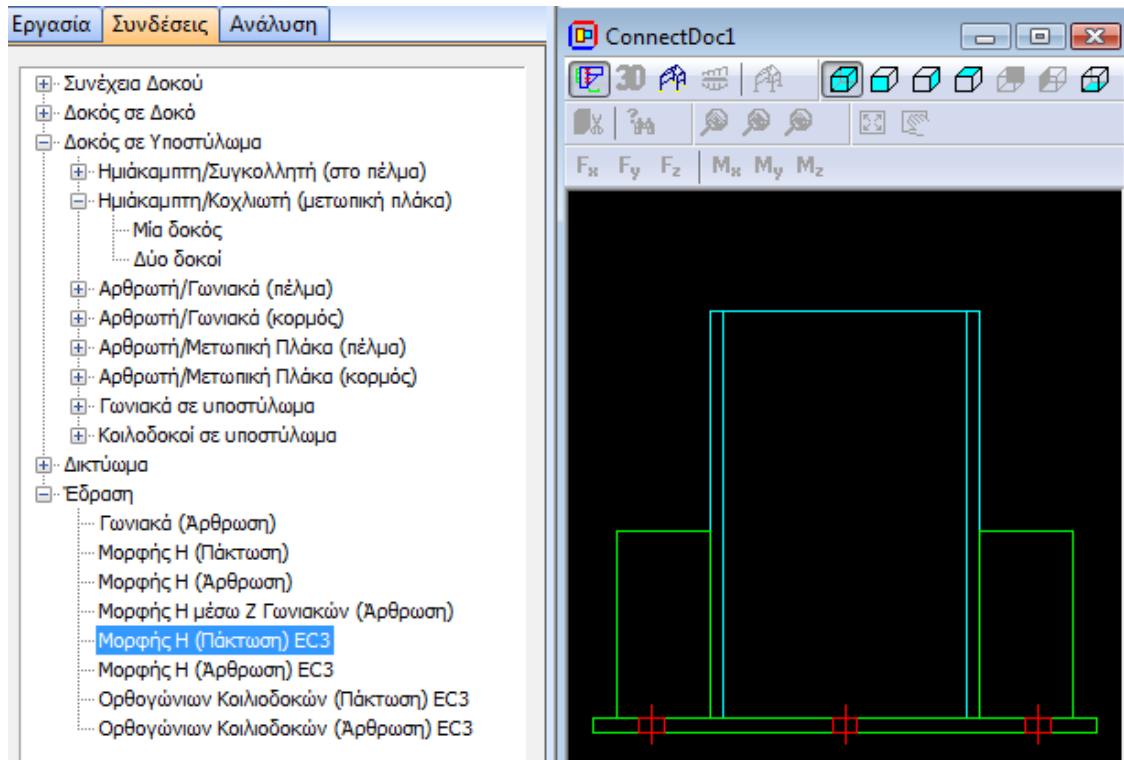 Εργασία Συνδέσεις Ανάλυση
Συνέχεια Δοκού
Δοκός σε Δοκό
Δοκός σε Υποστύλωμα
Ημιάκαμπτη/Συγκολλητή (στο πέλμα)
Ημιάκαμπτη/Κοχλιωτή (μετωπική πλάκα)
Μία δοκός
Δύο δοκοί
Αρθρωτή/Γωνιακά (πέλμα)
Αρθρωτή/Γωνιακά (κορμός)
Αρθρωτή/Μετωπική Πλάκα (πέλμα)
Αρθρωτή/Μετωπική Πλάκα (κορμός)
Γωνιακά σε υποστύλωμα
Κοιλοδοκοί σε υποστύλωμα
Δικτύωμα
Έδραση
Γωνιακά (Άρθρωση)
Μορφής Η (Πάκτωση)
Μορφής Η (Άρθρωση)
Μορφής Η μέσω Ζ Γωνιακών (Άρθρωση)
Μορφής Η (Πάκτωση) EC3
Μορφής Η (Άρθρωση) EC3
Ορθογώνιων Κοιλιοδοκών (Πάκτωση) EC3
Ορθογώνιων Κοιλιοδοκών (Άρθρωση) EC3
ConnectDoc1
3D
Fx Fy Fz Mx My Mz